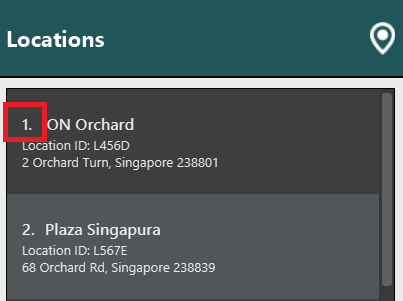 Locations
1. ON Orchard
Location ID: L456D
2 Orchard Turn, Singapore 238801
2. Plaza Singapura
Location ID: L567E
68 Orchard Rd, Singapore 238839